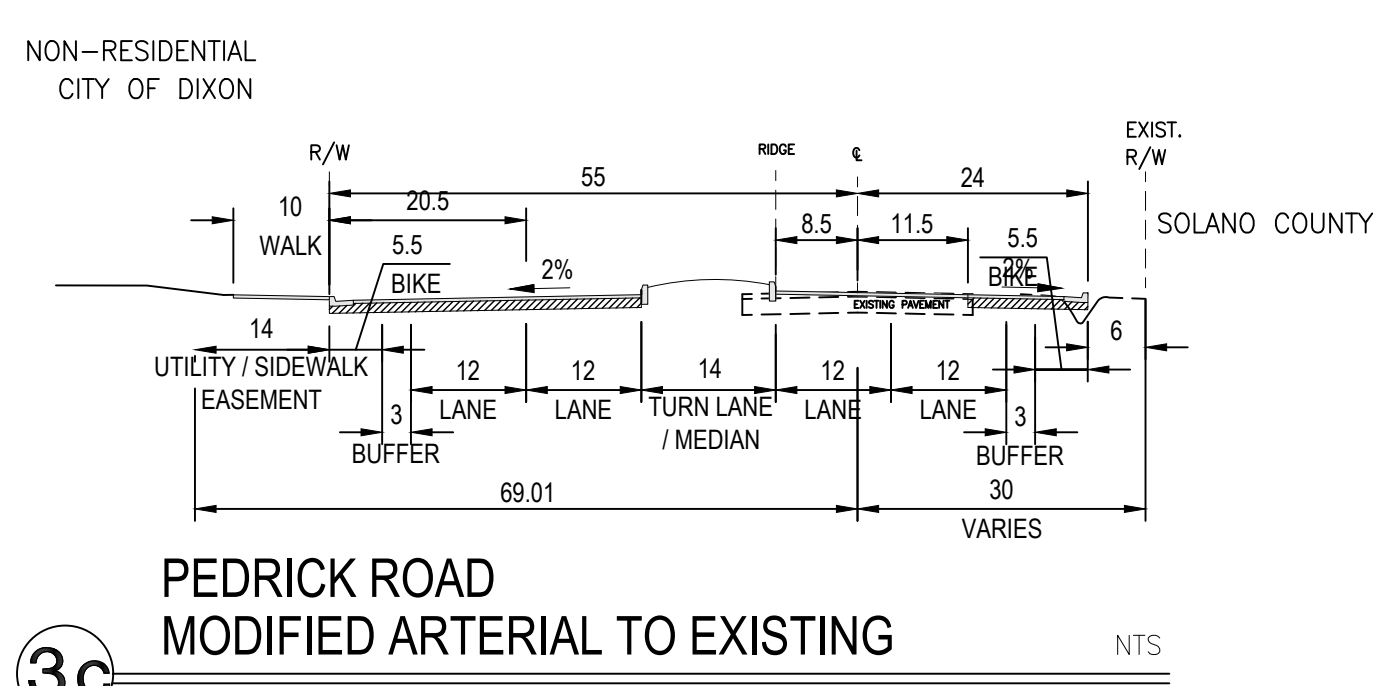 NON-RESIDENTIAL
CITY OF DIXON
EXIST.
R/W
R/W
RIDGE
℄
55
24
10
WALK
20.5
8.5
11.5
SOLANO COUNTY
5.5
BIKE
2%
5.5
BIKE
2%
EXISTING PAVEMENT
14
UTILITY / SIDEWALK
EASEMENT
6
3
BUFFER
12
LANE
12
LANE
14
TURN LANE
/ MEDIAN
12
LANE
12
LANE
3
BUFFER
69.01
30
VARIES
PEDRICK ROAD
MODIFIED ARTERIAL TO EXISTING
NTS
3c